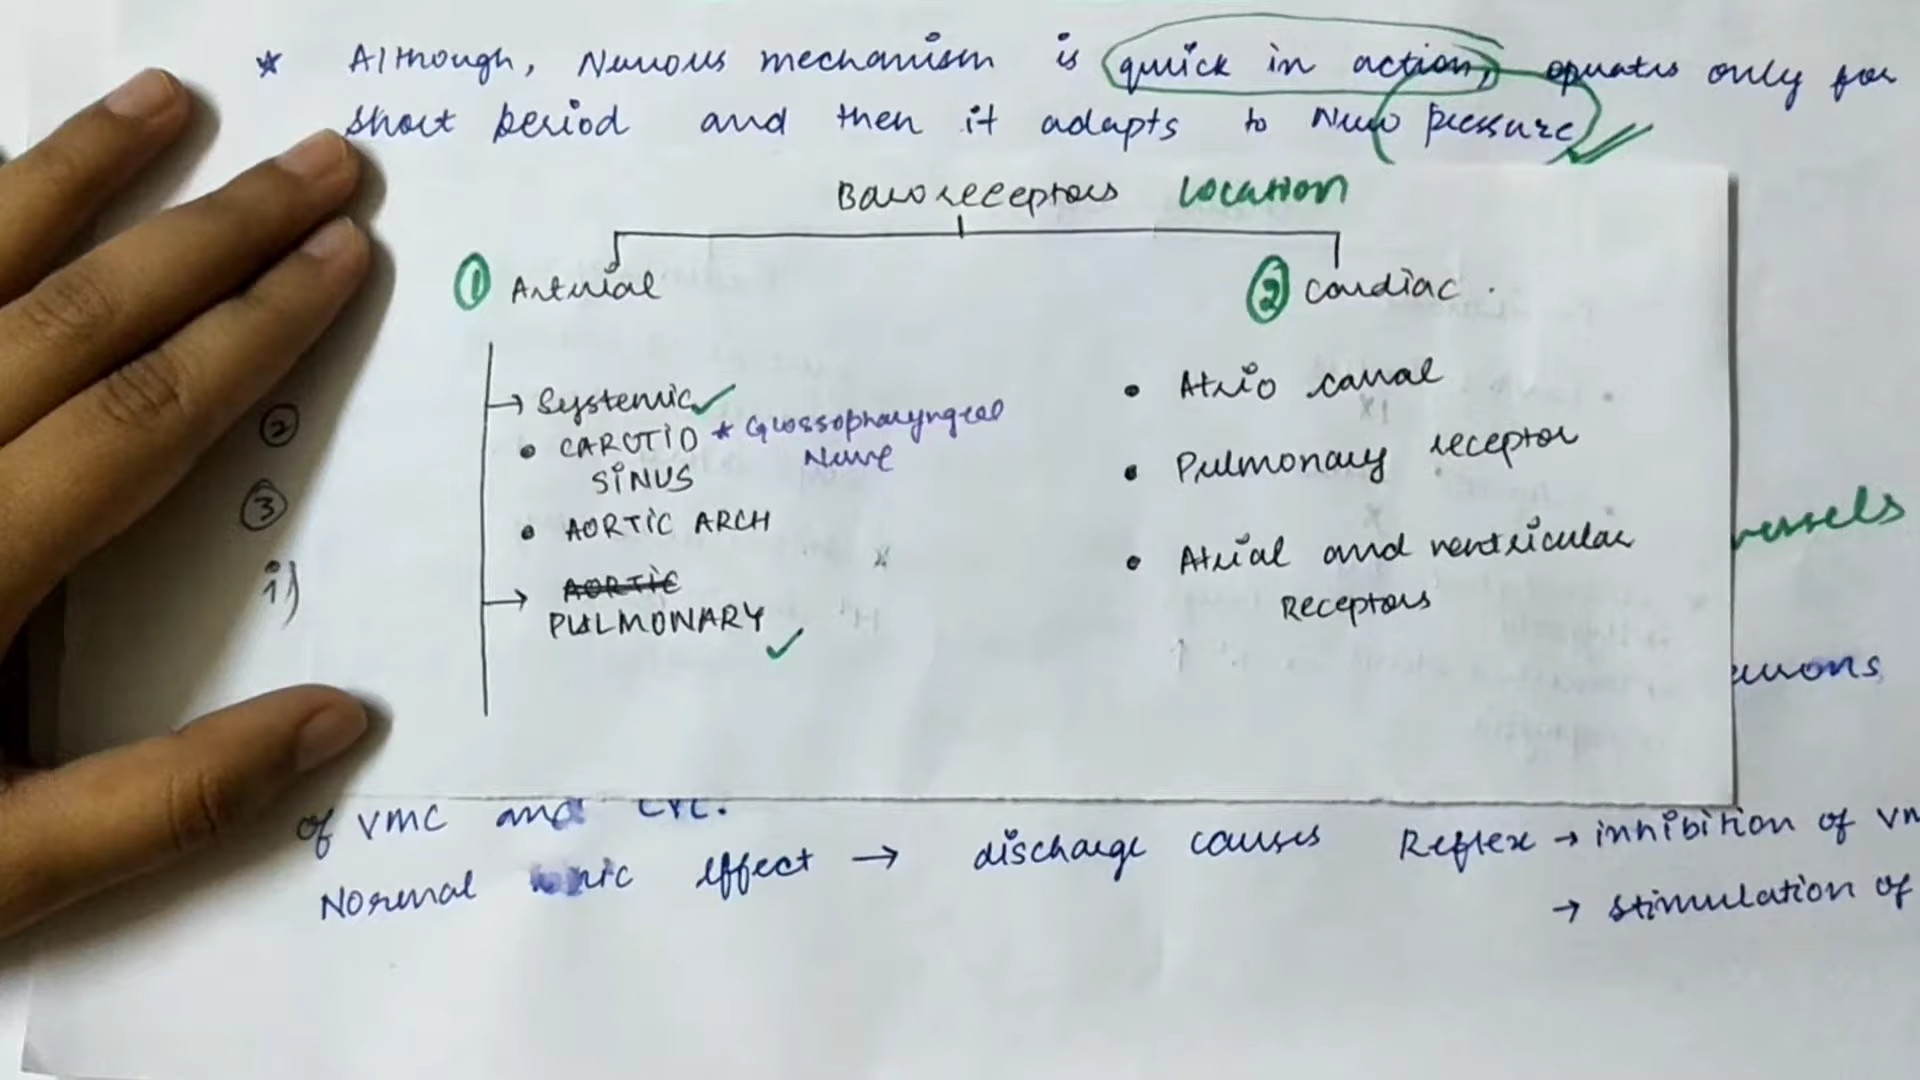 * Although, Nervous mechanism is quick in action, operates only for
short period and then it adapts to New pressure
Baroreceptors Location
① Arterial
② Cardiac.
→ Systemic ✓
• CAROTID SINUS * Glossopharyngeal Nerve
• AORTIC ARCH
→ AORTIC
PULMONARY ✓
• Atrio canal
• Pulmonary receptor
• Atrial and ventricular
Receptors
②
③
i)
vessels
of VMC and CVC.
Normal tonic effect → discharge causes Reflex → inhibition of VM
→ stimulation of